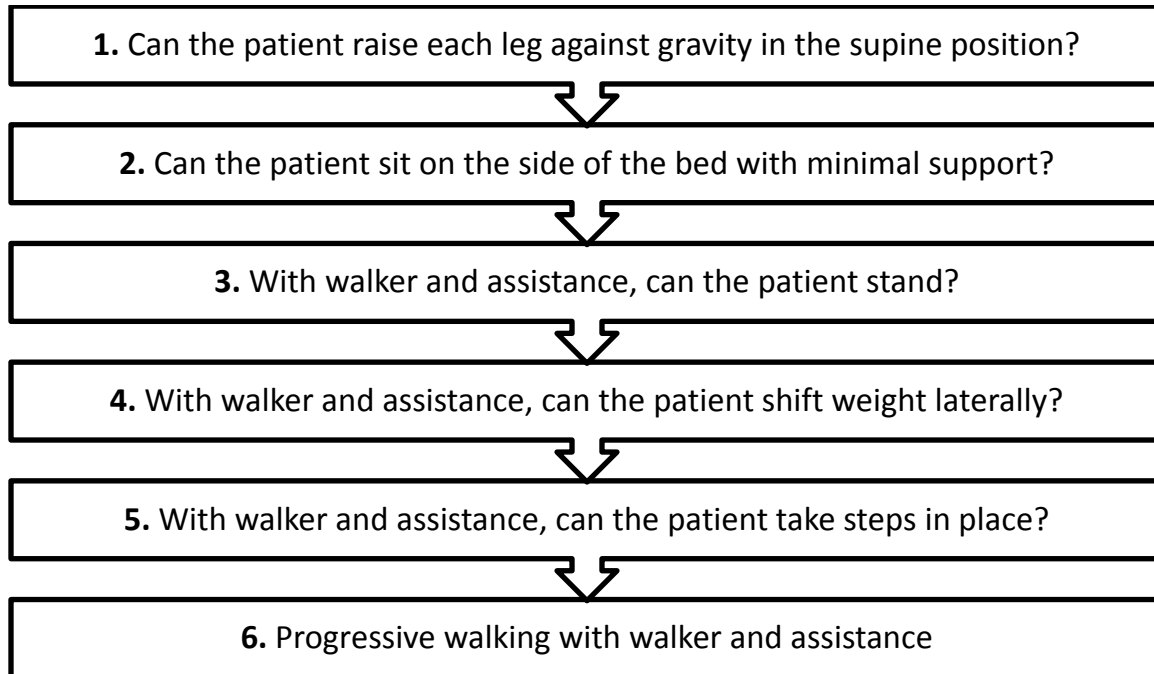 1. Can the patient raise each leg against gravity in the supine position?
2. Can the patient sit on the side of the bed with minimal support?
3. With walker and assistance, can the patient stand?
4. With walker and assistance, can the patient shift weight laterally?
5. With walker and assistance, can the patient take steps in place?
6. Progressive walking with walker and assistance